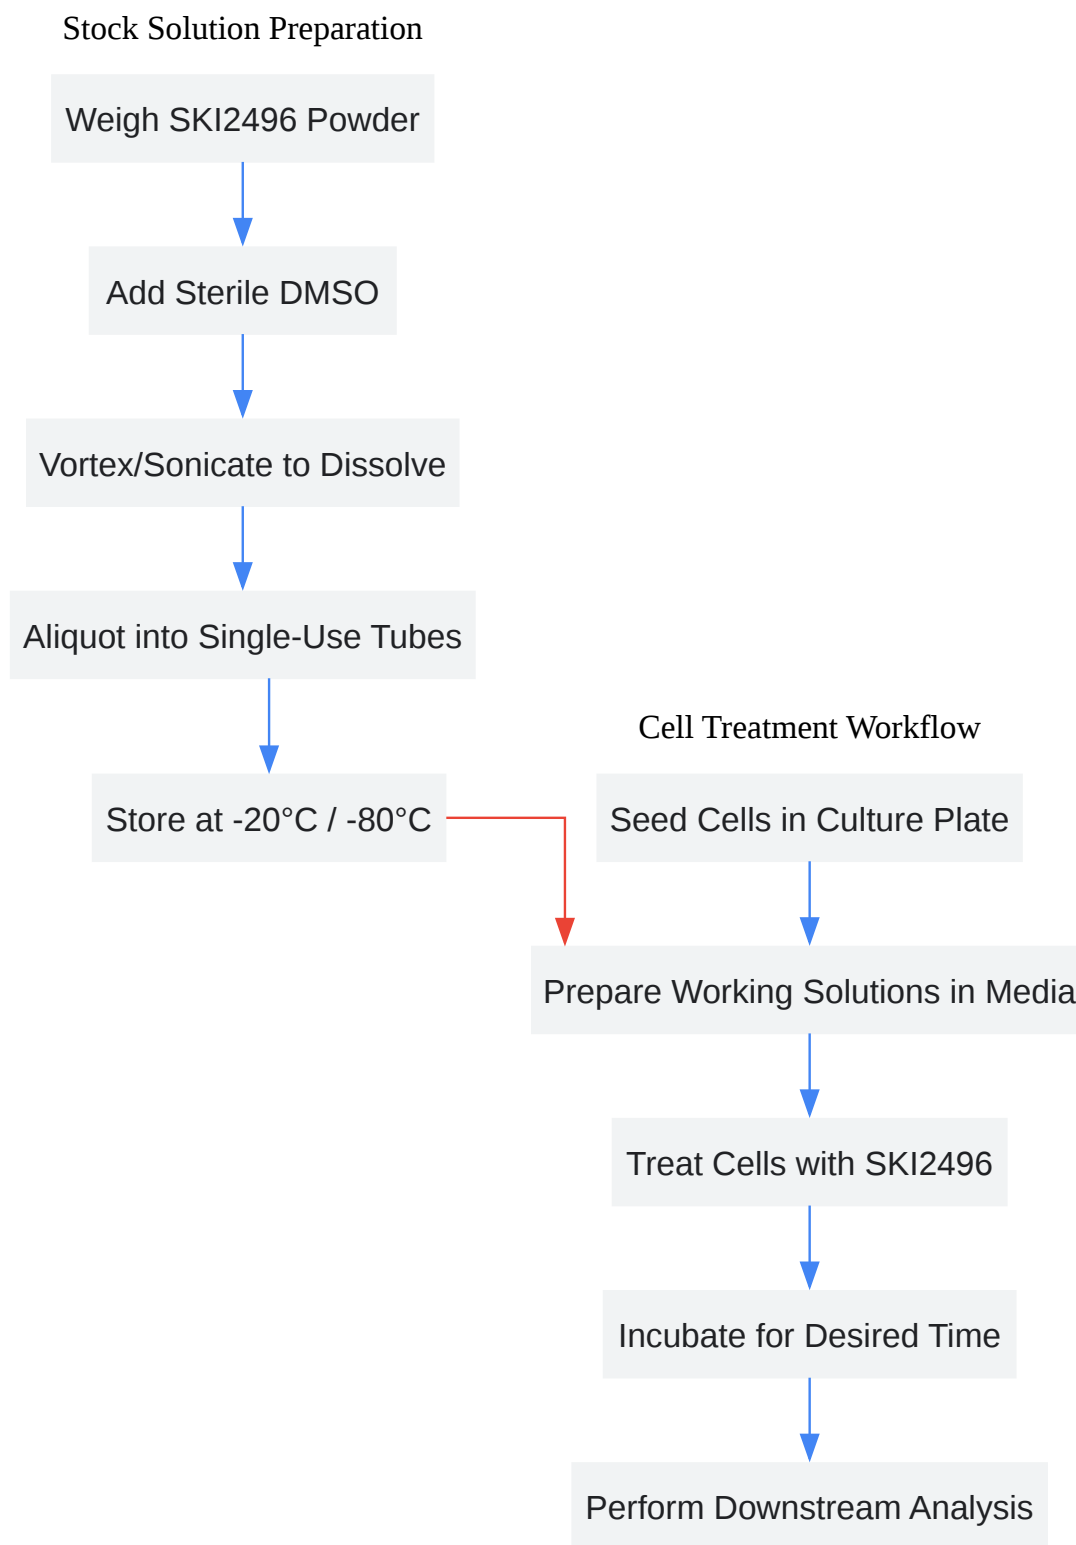 Stock Solution Preparation
Weigh SKI2496 Powder
Add Sterile DMSO
Vortex/Sonicate to Dissolve
Aliquot into Single-Use Tubes
Store at -20°C / -80°C
Cell Treatment Workflow
Seed Cells in Culture Plate
Prepare Working Solutions in Media
Treat Cells with SKI2496
Incubate for Desired Time
Perform Downstream Analysis